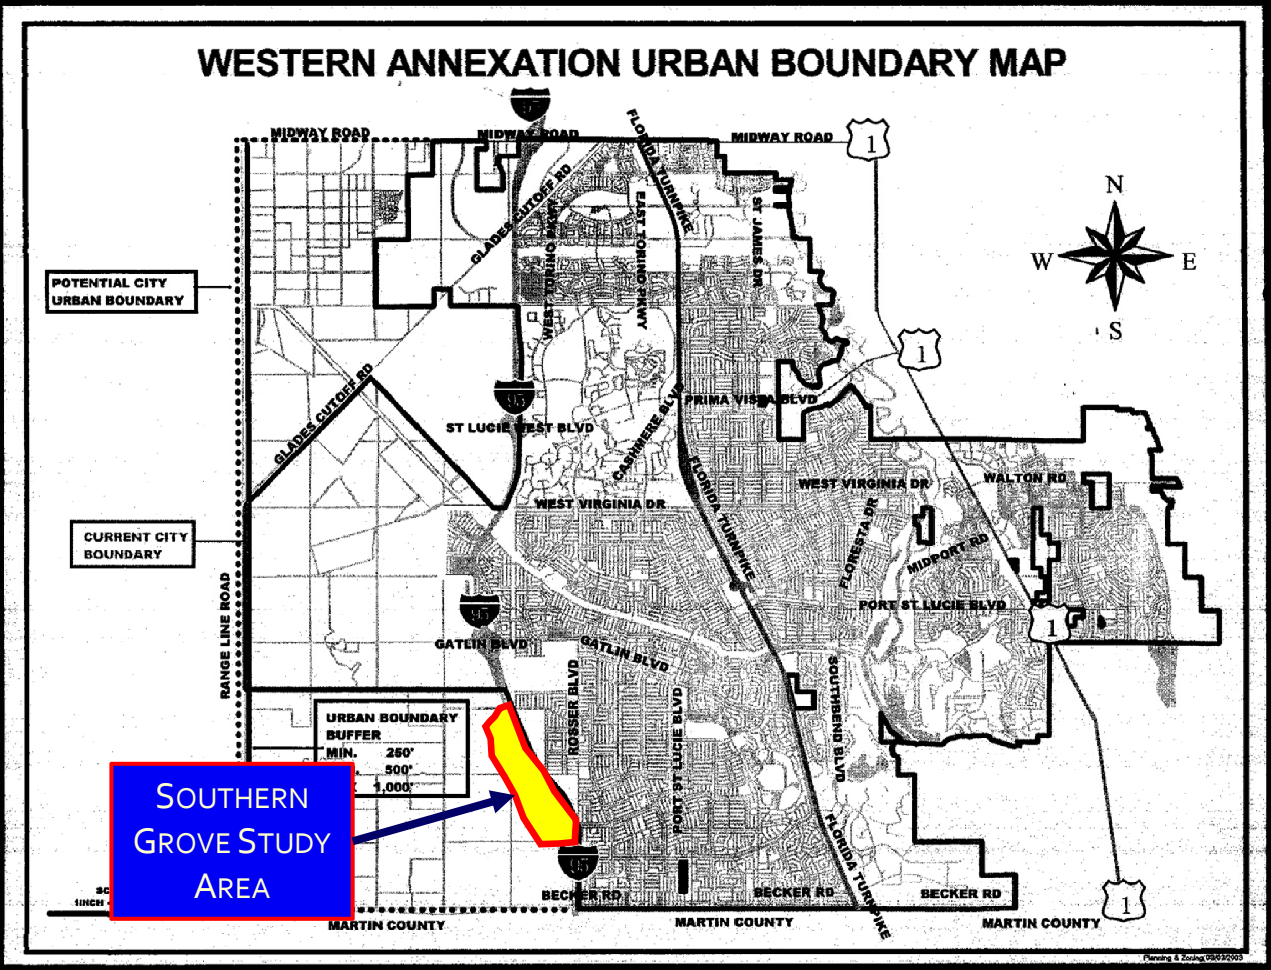 WESTERN ANNEXATION URBAN BOUNDARY MAP
95
MIDWAY ROAD
MIDWAY ROAD
MIDWAY ROAD
FLORIDA TURNPIKE
1
N
W E
S
GLADES CUTOFF RD
WEST TORINO PKWY
EAST TORINO PKWY
ST JAMES DR
POTENTIAL CITY
URBAN BOUNDARY
1
GLADES CUTOFF RD
95
ST LUCIE WEST BLVD
CASHMERE BLVD
PRIMA VISTA BLVD
WEST VIRGINIA DR
FLORIDA TURNPIKE
WEST VIRGINIA DR
WALTON RD
CURRENT CITY
BOUNDARY
FLORESTA DR
MIDPORT RD
RANGE LINE ROAD
95
PORT ST LUCIE BLVD
1
GATLIN BLVD
GATLIN BLVD
ROSSER BLVD
PORT ST LUCIE BLVD
SOUTHBEND BLVD
URBAN BOUNDARY
BUFFER
MIN. 250'
500'
1,000'
SOUTHERN
GROVE STUDY
AREA
95
FLORIDA TURNPIKE
1INCH
BECKER RD
BECKER RD
BECKER RD
1
MARTIN COUNTY
MARTIN COUNTY
MARTIN COUNTY
Planning & Zoning